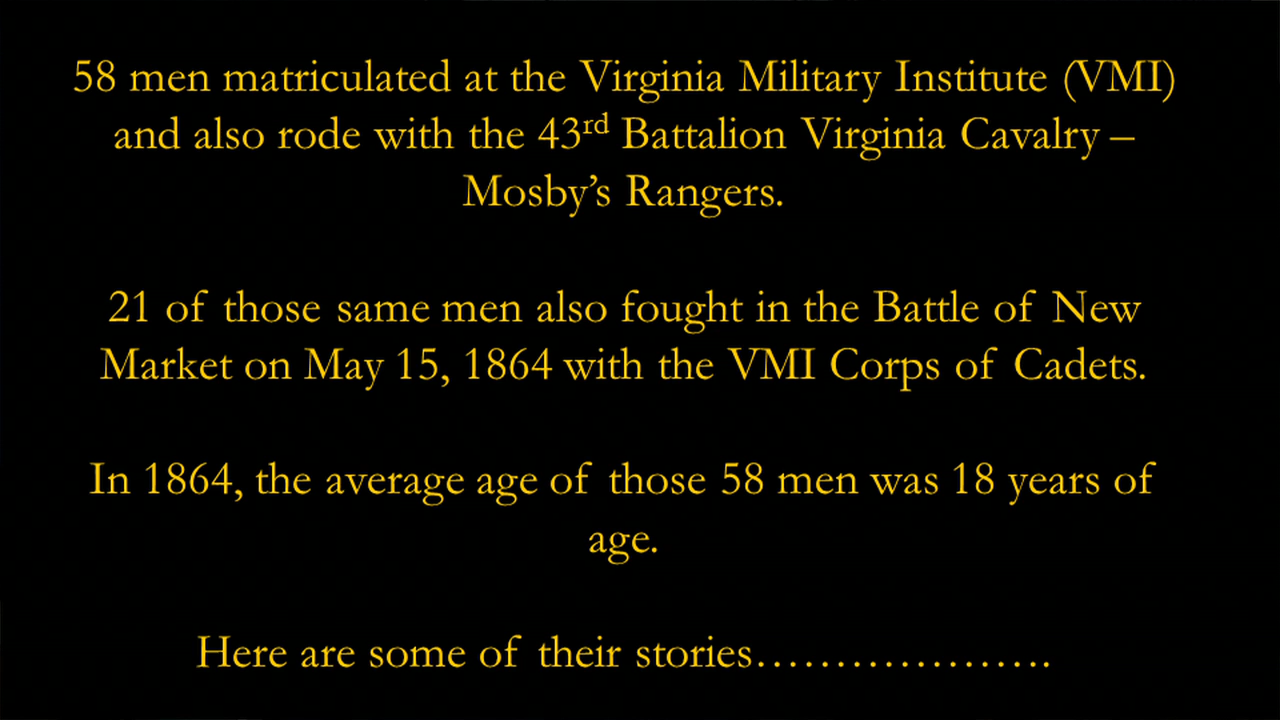 58 men matriculated at the Virginia Military Institute (VMI)
and also rode with the 43rd Battalion Virginia Cavalry –
Mosby’s Rangers.
21 of those same men also fought in the Battle of New
Market on May 15, 1864 with the VMI Corps of Cadets.
In 1864, the average age of those 58 men was 18 years of
age.
Here are some of their stories……………….